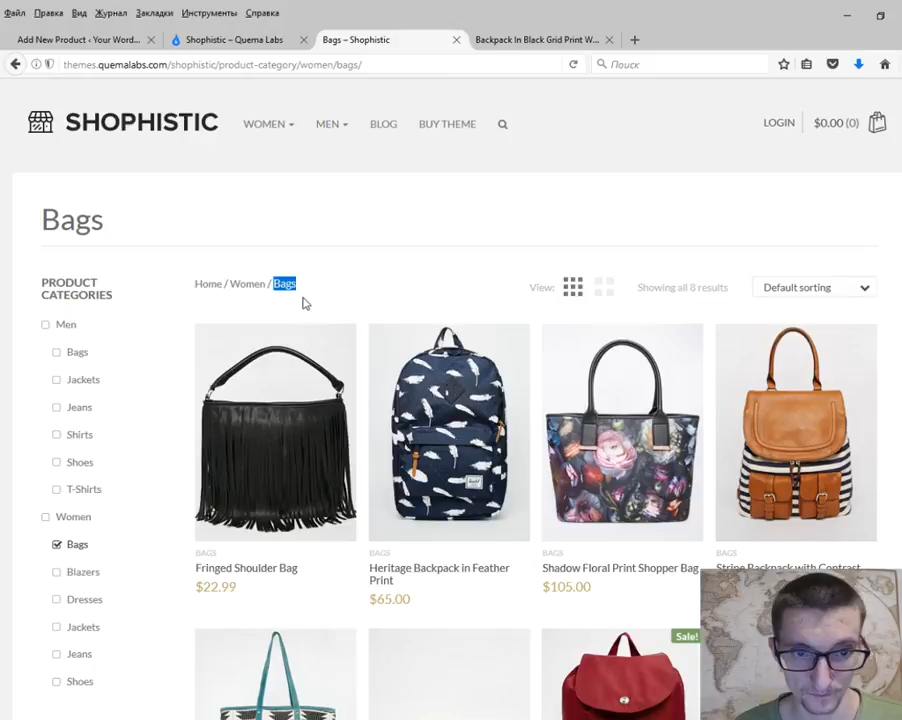 Файл Правка Вид Журнал Закладки Инструменты Справка
Add New Product ‹ Your Word...
Shophistic – Quema Labs
Bags – Shophistic
Backpack In Black Grid Print W...
themes.quemalabs.com/shophistic/product-category/women/bags/
Поиск
SHOPHISTIC
WOMEN MEN BLOG BUY THEME
LOGIN $0.00 (0)
Bags
PRODUCT
CATEGORIES
Men
Bags
Jackets
Jeans
Shirts
Shoes
T-Shirts
Women
Bags
Blazers
Dresses
Jackets
Jeans
Shoes
Home / Women / Bags
View:
Showing all 8 results
Default sorting
BAGS
Fringed Shoulder Bag
$22.99
BAGS
Heritage Backpack in Feather
Print
$65.00
BAGS
Shadow Floral Print Shopper Bag
$105.00
BAGS
Stripe Backpack with Contrast
Sale!